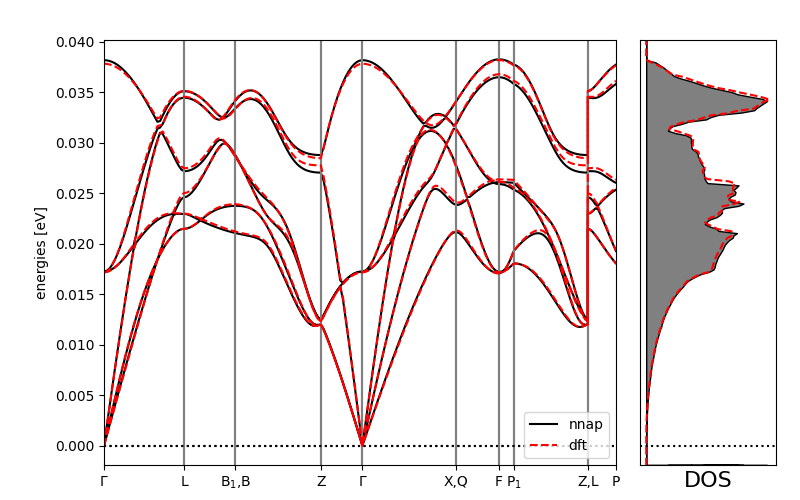 energies [eV]
0.040
0.035
0.030
0.025
0.020
0.015
0.010
0.005
0.000
nnap
dft
Γ L B₁,B Z Γ X,Q F P₁ Z,L P
DOS